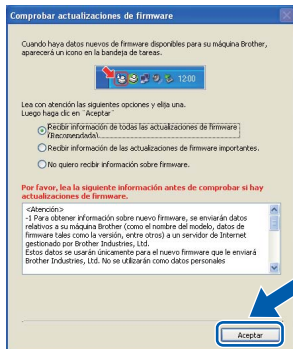 Comprobar actualizaciones de firmware
Cuando haya datos nuevos de firmware disponibles para su máquina Brother,
aparecerá un icono en la bandeja de tareas.
12:00
Lea con atención las siguientes opciones y elija una.
Luego haga clic en ´Aceptar´
Recibir información de todas las actualizaciones de firmware
(Recomendada).
Recibir información de las actualizaciones de firmware importantes.
No quiero recibir información sobre firmware.
Por favor, lea la siguiente información antes de comprobar si hay
actualizaciones de firmware.
<Atención>
-1 Para obtener información sobre nuevo firmware, se enviarán datos
relativos a su máquina Brother (como el nombre del modelo, datos de
firmware tales como la versión, entre otros) a un servidor de Internet
gestionado por Brother Industries, Ltd.
Estos datos se usarán únicamente para el nuevo firmware que le enviará
Brother Industries, Ltd. No se utilizarán como datos personales
Aceptar